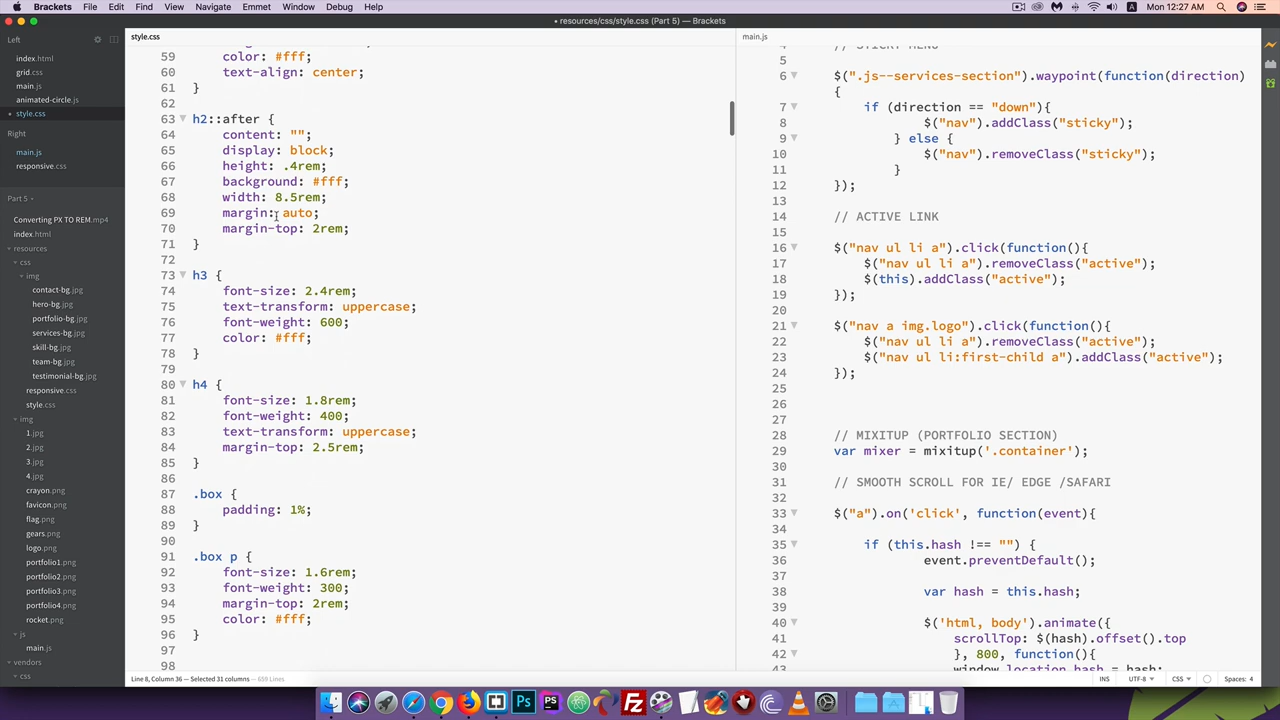 Brackets File Edit Find View Navigate Emmet Window Debug Help Mon 12:27 AM
• resources/css/style.css (Part 5) — Brackets
Left
index.html
grid.css
main.js
animated-circle.js
• style.css
Right
main.js
responsive.css
Part 5
Converting PX TO REM.mp4
index.html
resources
css
img
contact-bg.jpg
hero-bg.jpg
portfolio-bg.jpg
services-bg.jpg
skill-bg.jpg
team-bg.jpg
testimonial-bg.jpg
responsive.css
style.css
img
1.jpg
2.jpg
3.jpg
4.jpg
crayon.png
favicon.png
flag.png
gears.png
logo.png
portfolio1.png
portfolio2.png
portfolio3.png
portfolio4.png
rocket.png
js
main.js
vendors
css
style.css
59 color: #fff;
60 text-align: center;
61 }
62
63 h2::after {
64 content: "";
65 display: block;
66 height: .4rem;
67 background: #fff;
68 width: 8.5rem;
69 margin: auto;
70 margin-top: 2rem;
71 }
72
73 h3 {
74 font-size: 2.4rem;
75 text-transform: uppercase;
76 font-weight: 600;
77 color: #fff;
78 }
79
80 h4 {
81 font-size: 1.8rem;
82 font-weight: 400;
83 text-transform: uppercase;
84 margin-top: 2.5rem;
85 }
86
87 .box {
88 padding: 1%;
89 }
90
91 .box p {
92 font-size: 1.6rem;
93 font-weight: 300;
94 margin-top: 2rem;
95 color: #fff;
96 }
97
98
main.js
4 // STICKY MENU
5
6 $(".js--services-section").waypoint(function(direction)
{
7 if (direction == "down"){
8 $("nav").addClass("sticky");
9 } else {
10 $("nav").removeClass("sticky");
11 }
12 });
13
14 // ACTIVE LINK
15
16 $("nav ul li a").click(function(){
17 $("nav ul li a").removeClass("active");
18 $(this).addClass("active");
19 });
20
21 $("nav a img.logo").click(function(){
22 $("nav ul li a").removeClass("active");
23 $("nav ul li:first-child a").addClass("active");
24 });
25
26
27
28 // MIXITUP (PORTFOLIO SECTION)
29 var mixer = mixitup('.container');
30
31 // SMOOTH SCROLL FOR IE/ EDGE /SAFARI
32
33 $("a").on('click', function(event){
34
35 if (this.hash !== "") {
36 event.preventDefault();
37
38 var hash = this.hash;
39
40 $('html, body').animate({
41 scrollTop: $(hash).offset().top
42 }, 800, function(){
43 window.location.hash = hash;
Line 8, Column 36 — Selected 31 columns — 659 Lines
INS UTF-8 CSS Spaces: 4